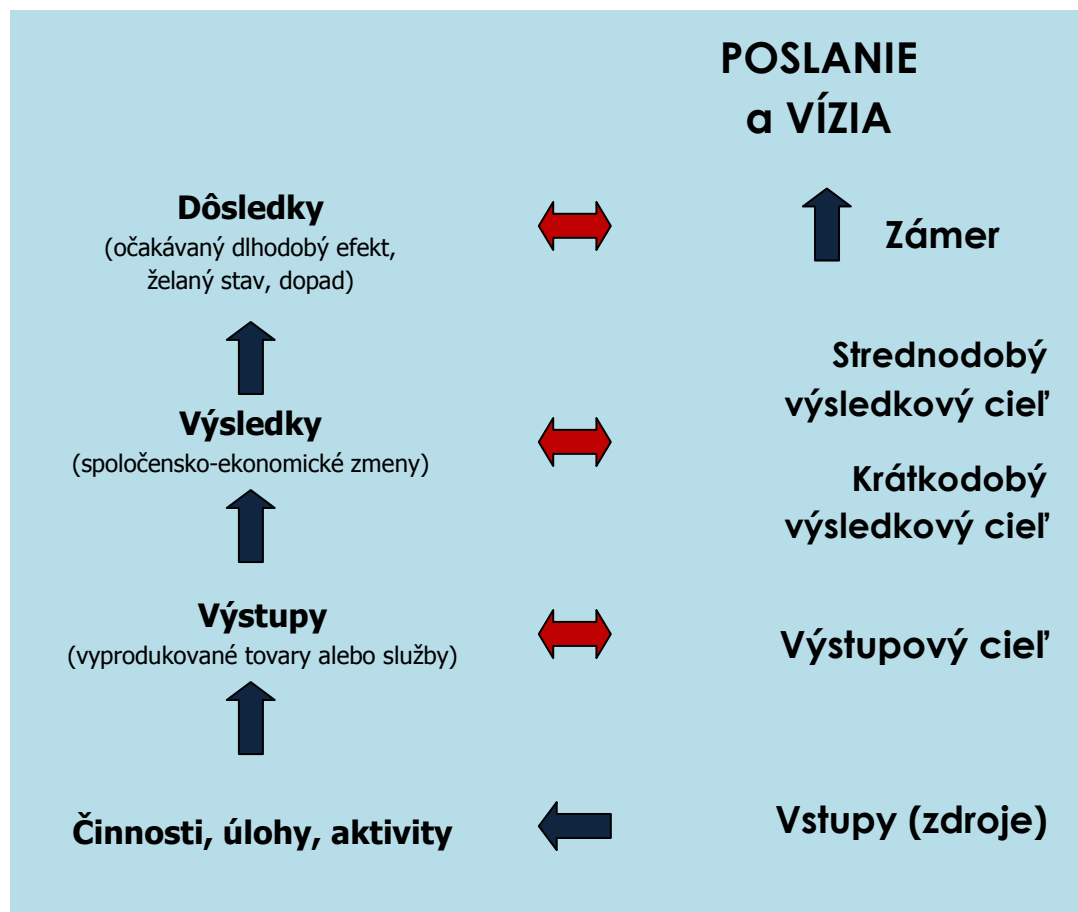 POSLANIE
a VÍZIA
Dôsledky
(očakávaný dlhodobý efekt,
želaný stav, dopad)
Zámer
Strednodobý
výsledkový cieľ
Výsledky
(spoločensko-ekonomické zmeny)
Krátkodobý
výsledkový cieľ
Výstupy
(vyprodukované tovary alebo služby)
Výstupový cieľ
Činnosti, úlohy, aktivity
Vstupy (zdroje)